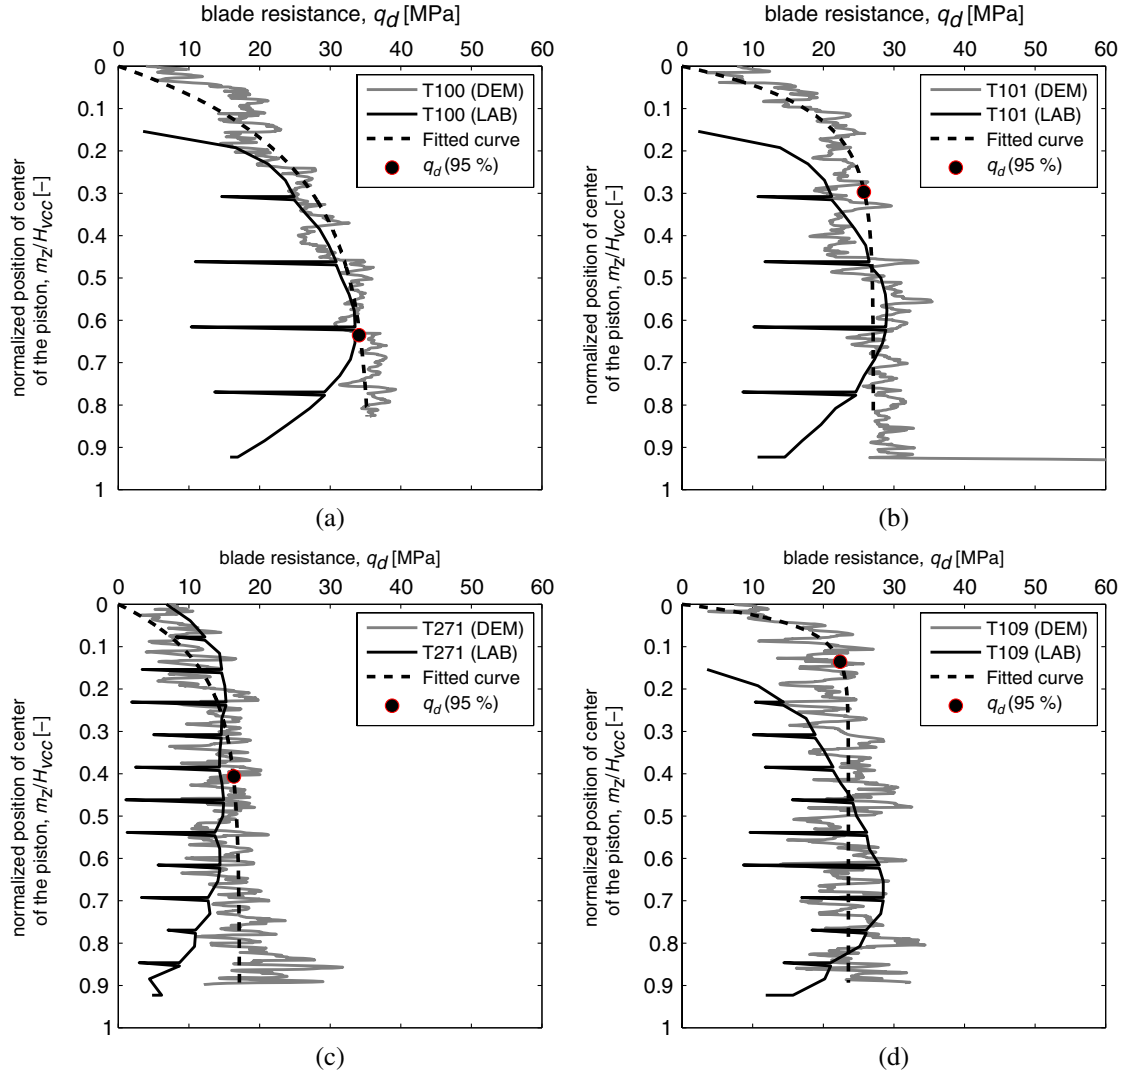 blade resistance, qd [MPa]
0 10 20 30 40 50 60
0
0.1
0.2
0.3
0.4
0.5
0.6
0.7
0.8
0.9
1
normalized position of center
of the piston, mz/Hvcc [–]
T100 (DEM)
T100 (LAB)
Fitted curve
qd (95 %)
(a)
blade resistance, qd [MPa]
0 10 20 30 40 50 60
0
0.1
0.2
0.3
0.4
0.5
0.6
0.7
0.8
0.9
1
normalized position of center
of the piston, mz/Hvcc [–]
T101 (DEM)
T101 (LAB)
Fitted curve
qd (95 %)
(b)
blade resistance, qd [MPa]
0 10 20 30 40 50 60
0
0.1
0.2
0.3
0.4
0.5
0.6
0.7
0.8
0.9
1
normalized position of center
of the piston, mz/Hvcc [–]
T271 (DEM)
T271 (LAB)
Fitted curve
qd (95 %)
(c)
blade resistance, qd [MPa]
0 10 20 30 40 50 60
0
0.1
0.2
0.3
0.4
0.5
0.6
0.7
0.8
0.9
1
normalized position of center
of the piston, mz/Hvcc [–]
T109 (DEM)
T109 (LAB)
Fitted curve
qd (95 %)
(d)